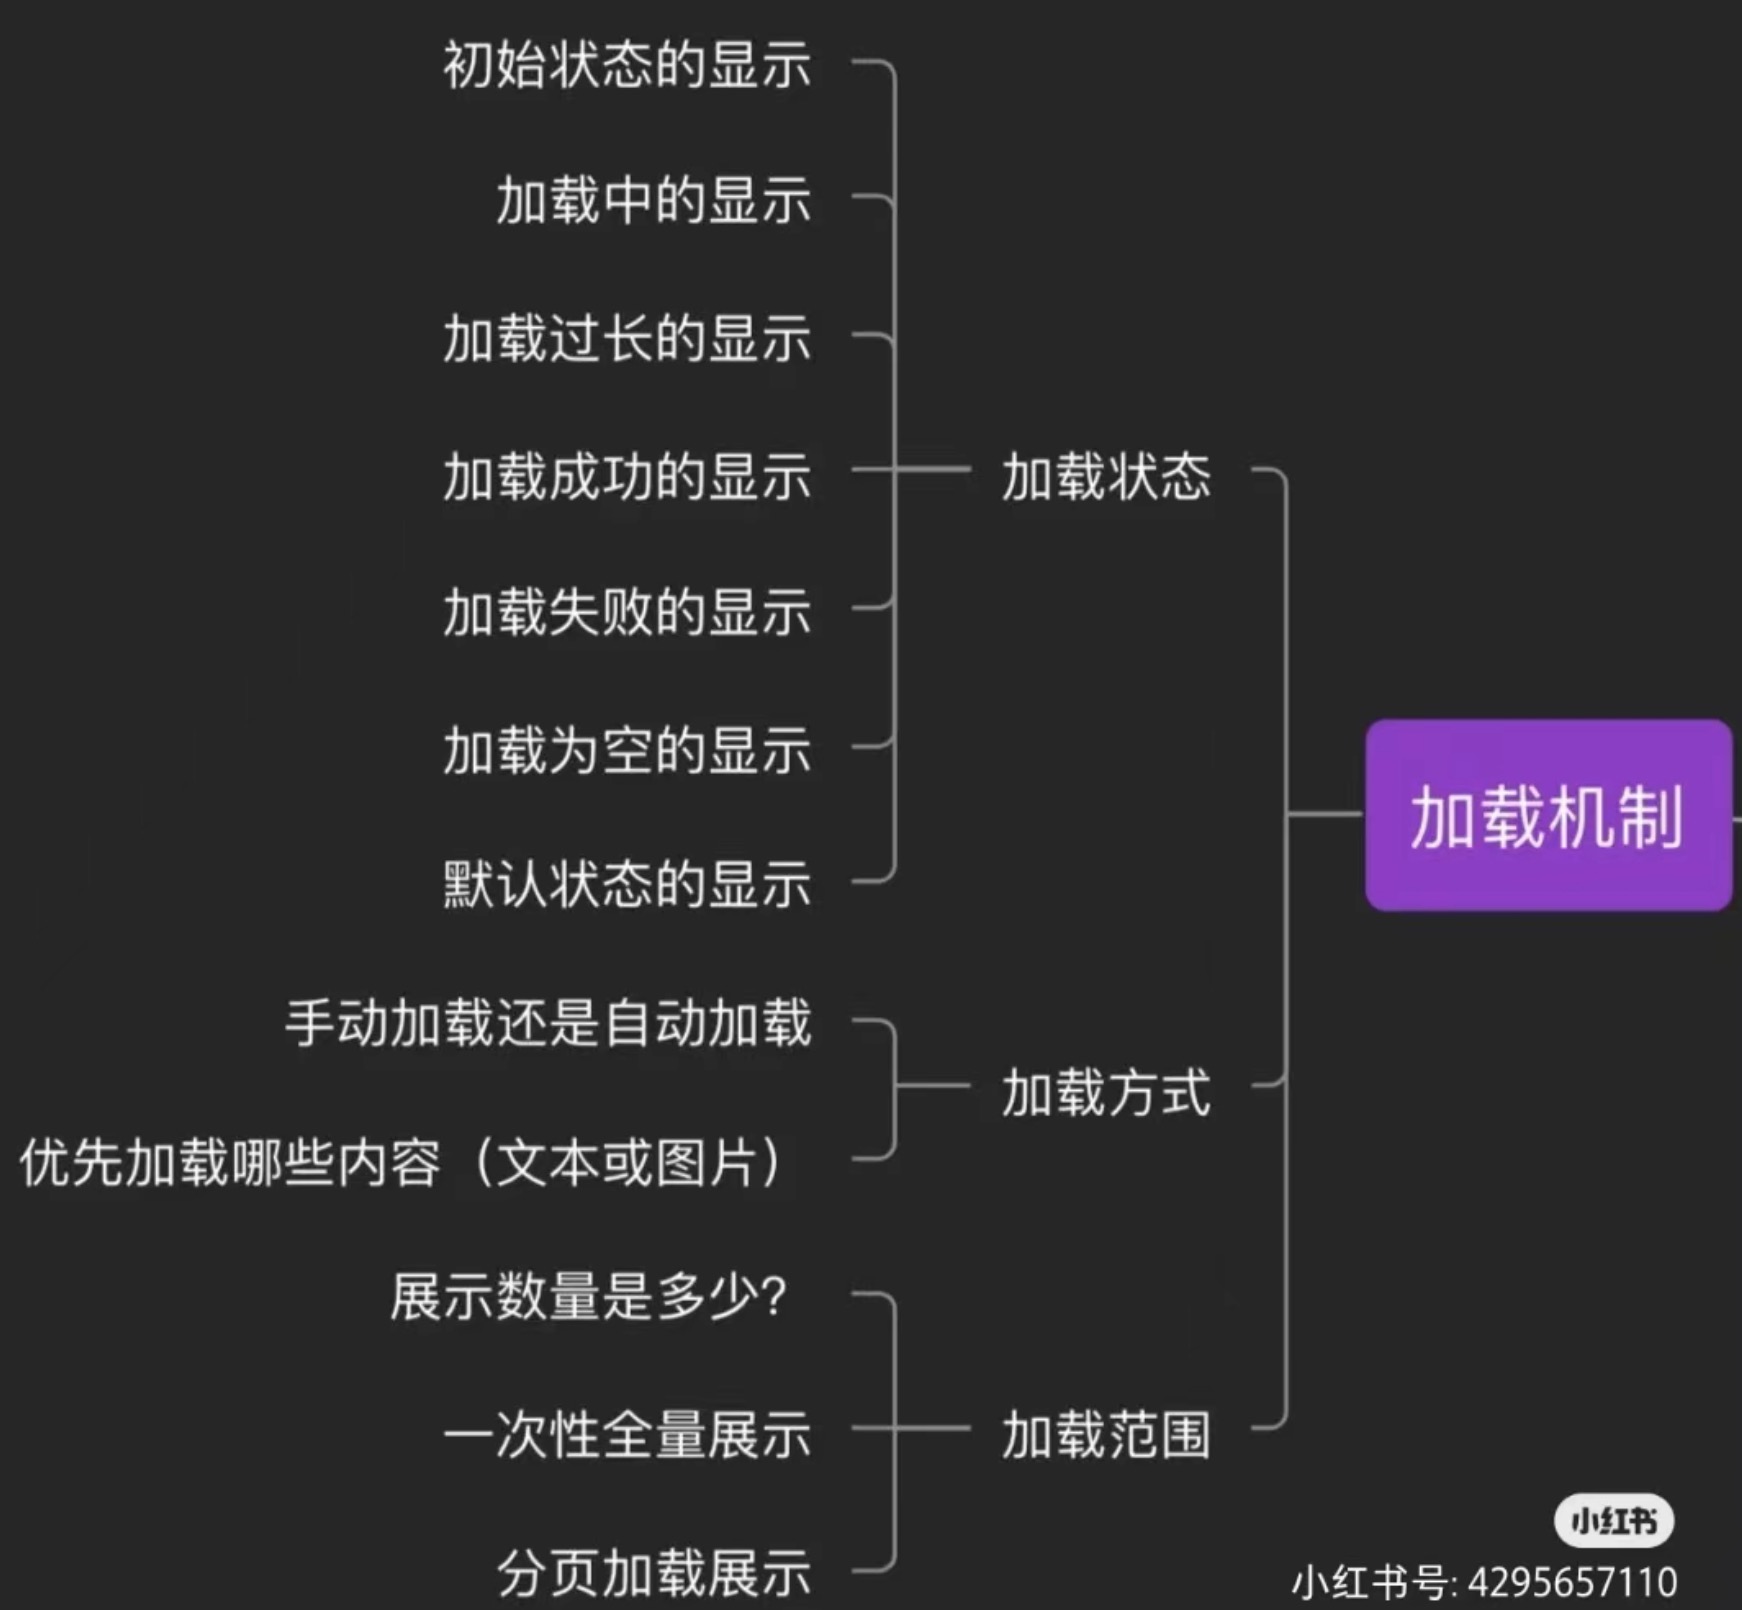 初始状态的显示
加载中的显示
加载过长的显示
加载成功的显示
加载状态
加载失败的显示
加载为空的显示
加载机制
默认状态的显示
手动加载还是自动加载
加载方式
优先加载哪些内容（文本或图片）
展示数量是多少？
一次性全量展示
加载范围
分页加载展示
小红书
小红书号: 4295657110